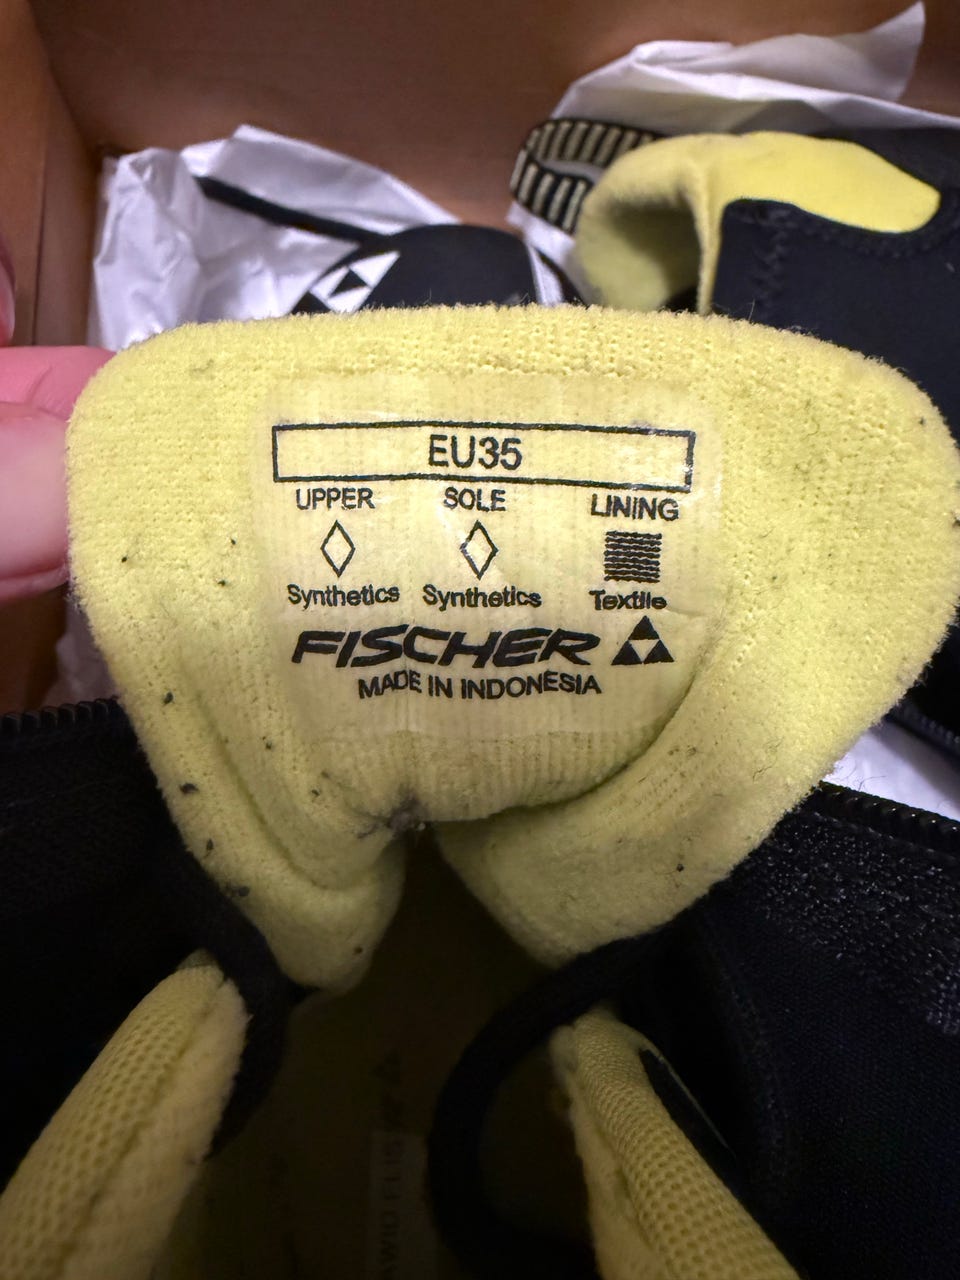 EU35
UPPER SOLE LINING
Synthetics Synthetics Textile
FISCHER
MADE IN INDONESIA